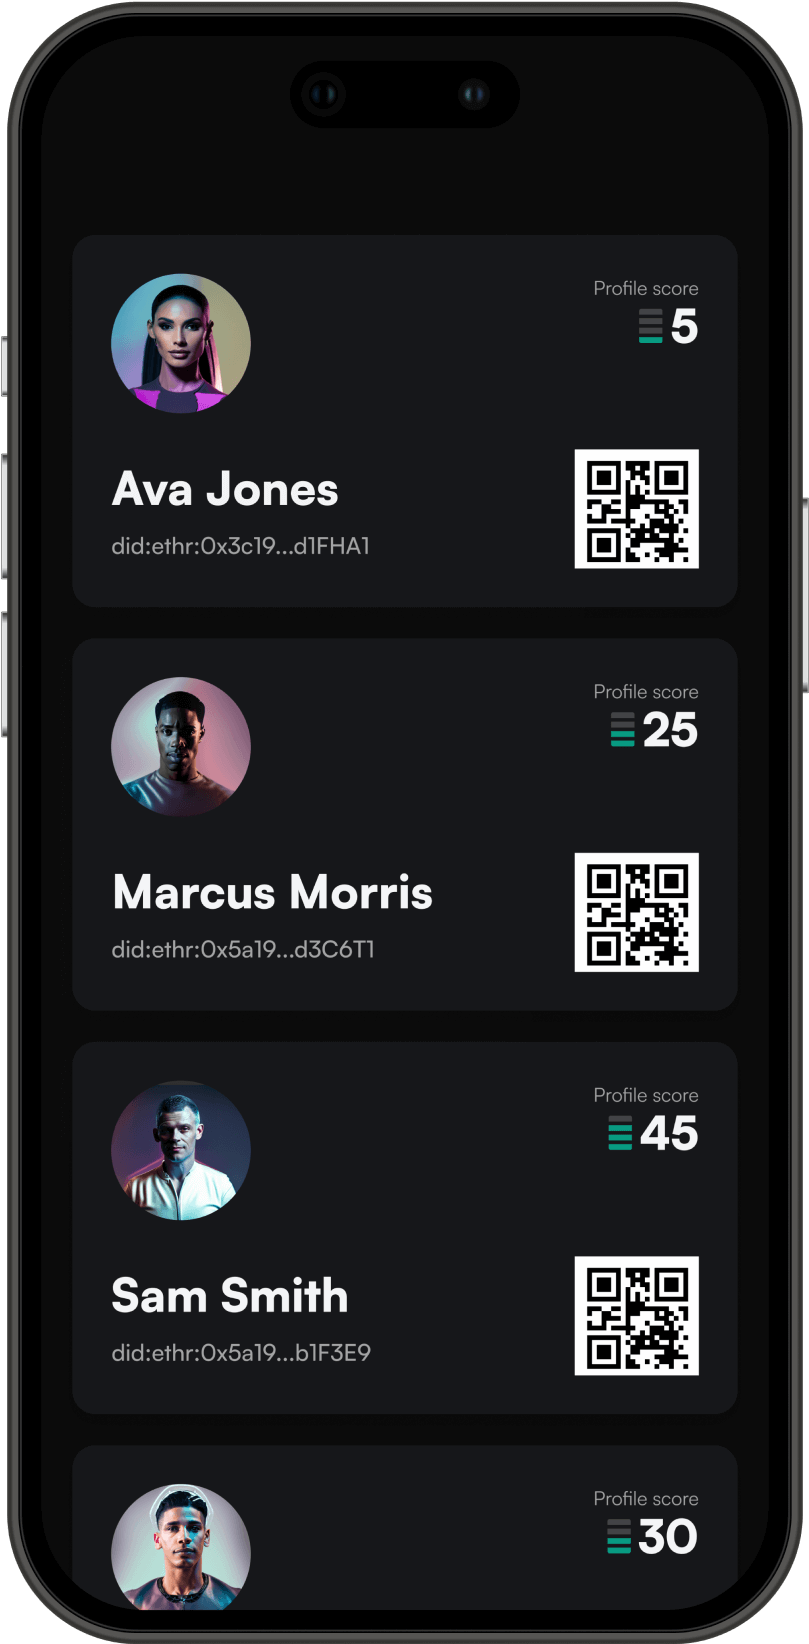 Profile score
5
Ava Jones
did:ethr:0x3c19...d1FHA1
Profile score
25
Marcus Morris
did:ethr:0x5a19...d3C6T1
Profile score
45
Sam Smith
did:ethr:0x5a19...b1F3E9
Profile score
30